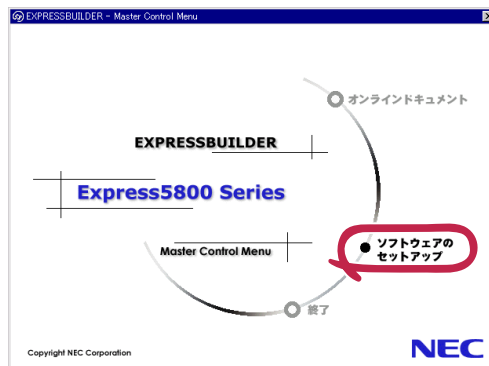 EXPRESSBUILDER - Master Control Menu
オンラインドキュメント
EXPRESSBUILDER
Express5800 Series
ソフトウェアの
セットアップ
Master Control Menu
終了
Copyright NEC Corporation
NEC